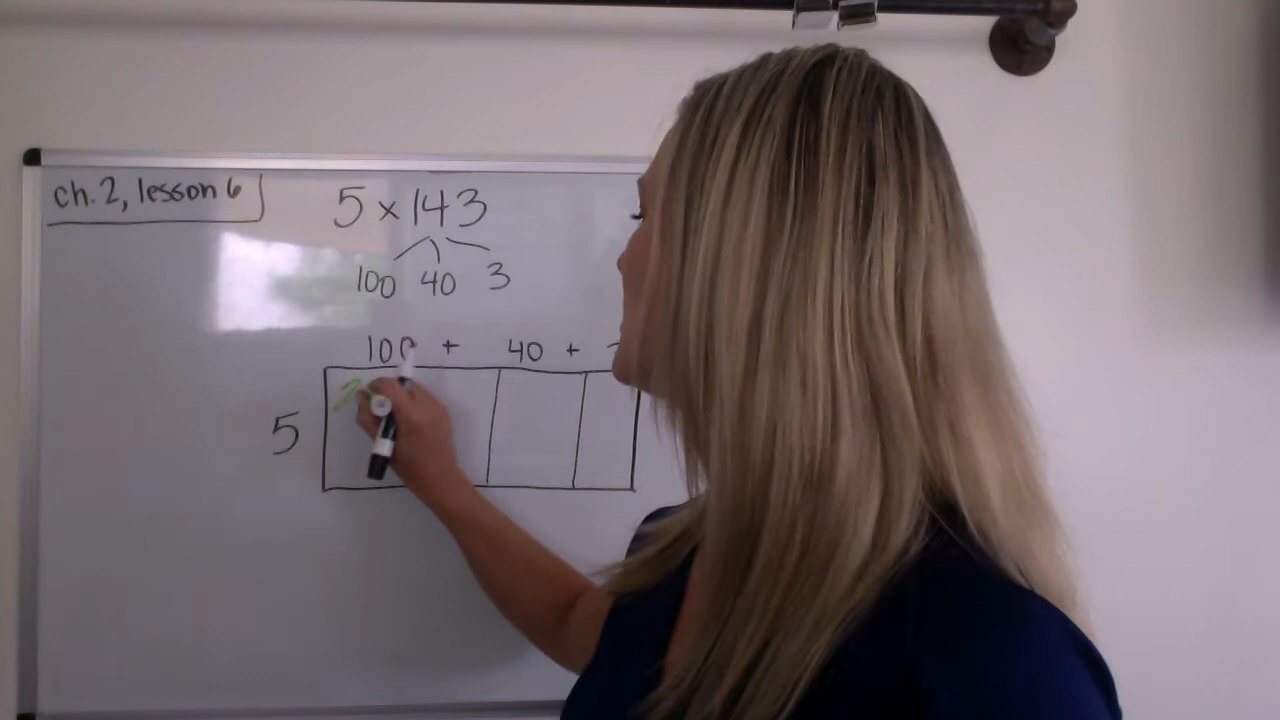 ch. 2, lesson 6
5 × 143
100 40 3
100 + 40 +
5